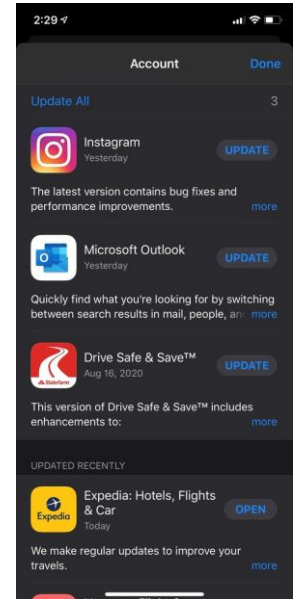 2:29
Account
Done
Update All
3
Instagram
Yesterday
UPDATE
The latest version contains bug fixes and
performance improvements.
more
Microsoft Outlook
Yesterday
UPDATE
Quickly find what you're looking for by switching
between search results in mail, people, an
more
StateFarm
Drive Safe & Save™
Aug 16, 2020
UPDATE
This version of Drive Safe & Save™ includes
enhancements to:
more
UPDATED RECENTLY
Expedia
Expedia: Hotels, Flights
& Car
Today
OPEN
We make regular updates to improve your
travels.
more